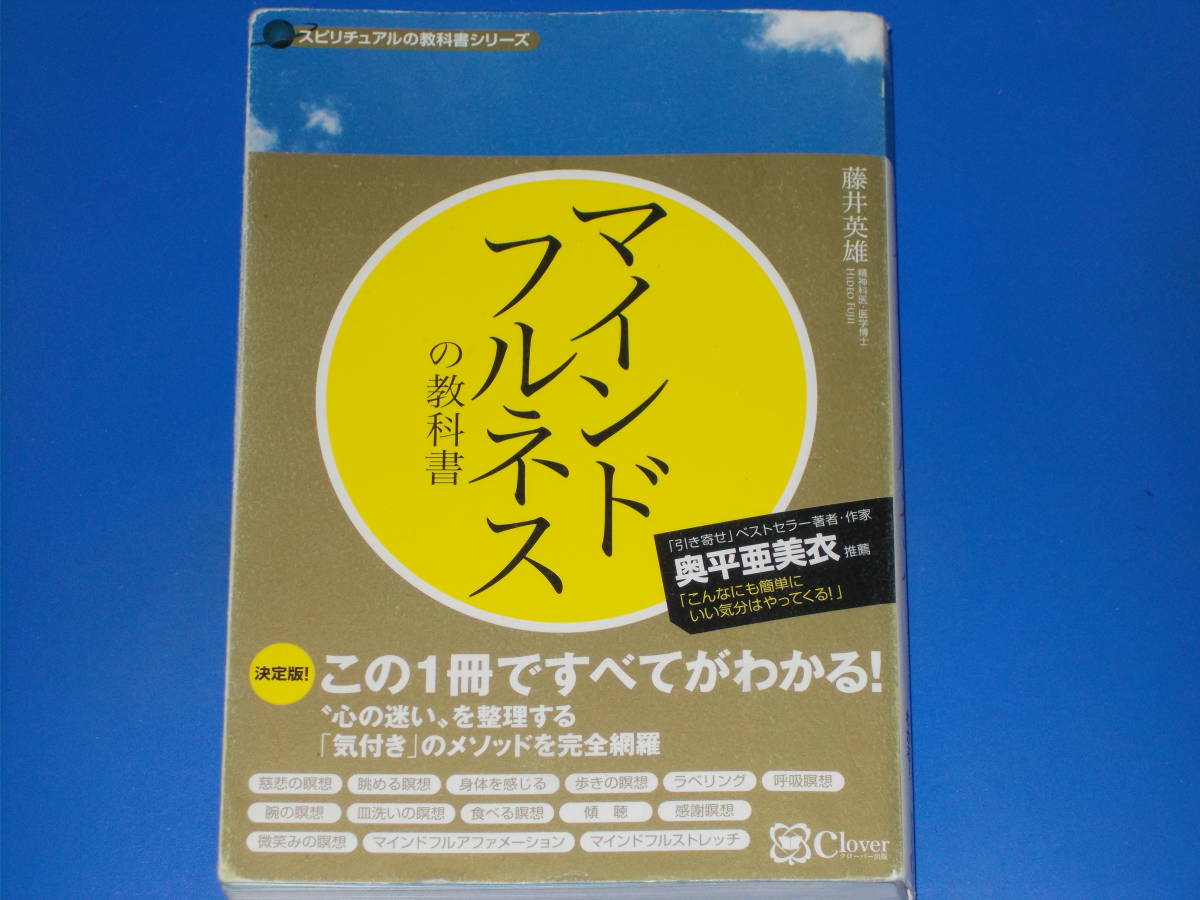 スピリチュアルの教科書シリーズ
藤井英雄
精神科医・医学博士
HIDEO FUJII
マインド
フルネス
の教科書
「引き寄せ」ベストセラー著者・作家
奥平亜美衣 推薦
「こんなにも簡単に
いい気分はやってくる!」
決定版!
この1冊ですべてがわかる!
〝心の迷い〟を整理する
「気付き」のメソッドを完全網羅
慈悲の瞑想 眺める瞑想 身体を感じる 歩きの瞑想 ラベリング 呼吸瞑想
腕の瞑想 皿洗いの瞑想 食べる瞑想 傾聴 感謝瞑想
微笑みの瞑想 マインドフルアファメーション マインドフルストレッチ
Clover
クローバー出版